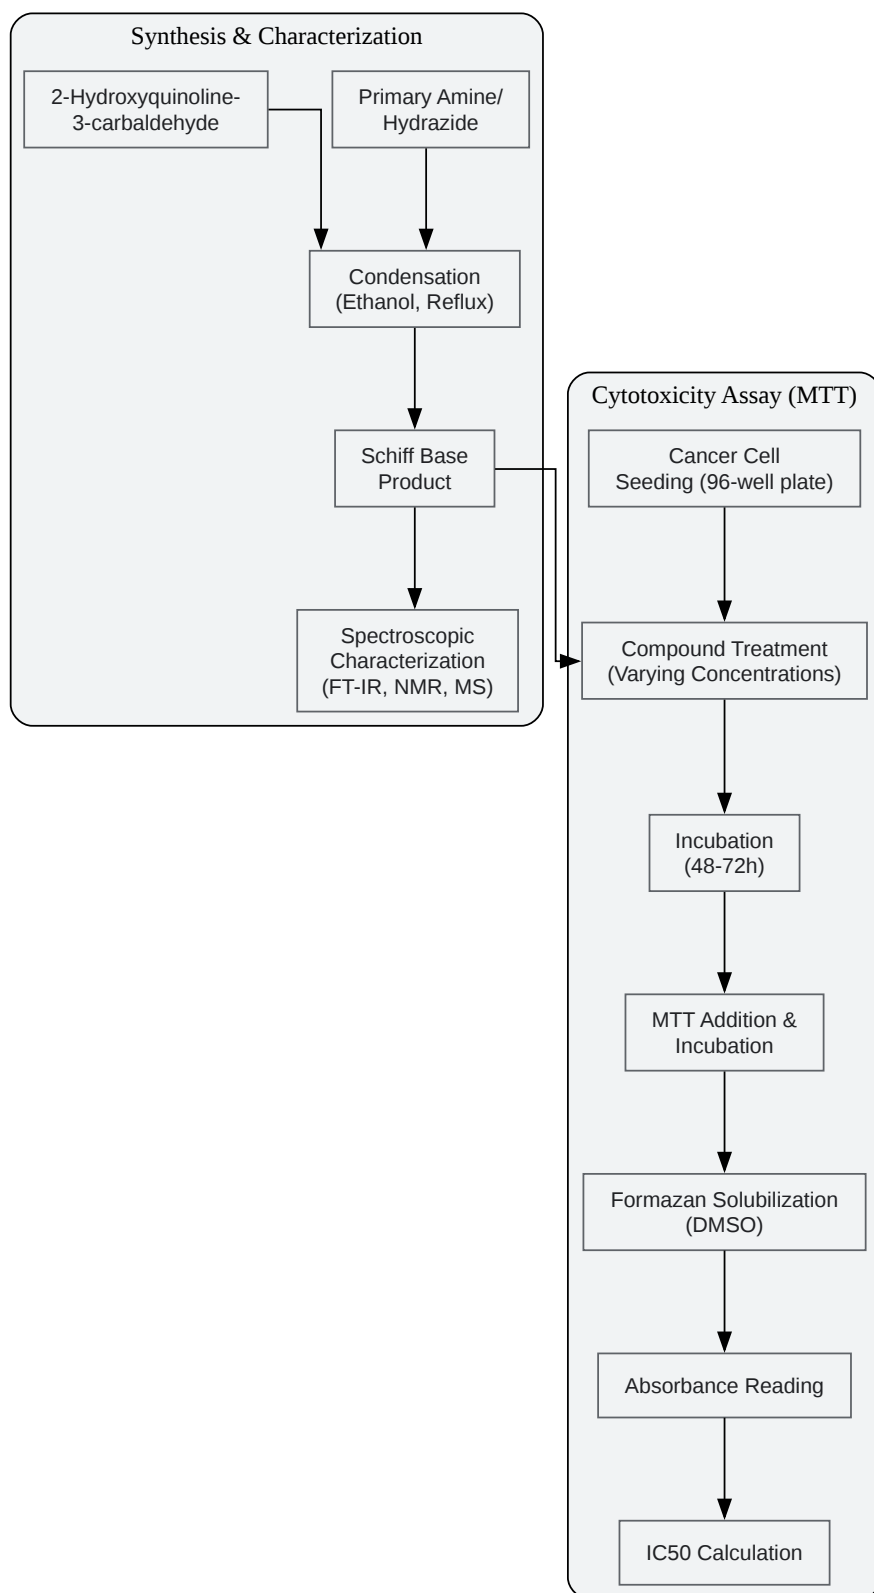 Synthesis & Characterization
2-Hydroxyquinoline-
3-carbaldehyde
Primary Amine/
Hydrazide
Condensation
(Ethanol, Reflux)
Schiff Base
Product
Spectroscopic
Characterization
(FT-IR, NMR, MS)
Cytotoxicity Assay (MTT)
Cancer Cell
Seeding (96-well plate)
Compound Treatment
(Varying Concentrations)
Incubation
(48-72h)
MTT Addition &
Incubation
Formazan Solubilization
(DMSO)
Absorbance Reading
IC50 Calculation